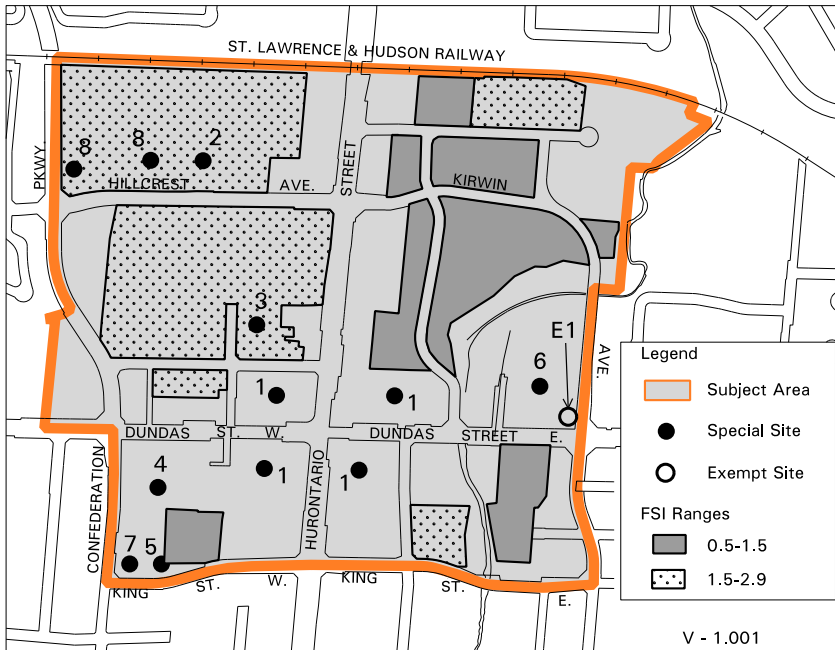 ST. LAWRENCE & HUDSON RAILWAY
8
8
2
PKWY.
HILLCREST AVE.
STREET
KIRWIN
3
E1
6
AVE.
1
1
DUNDAS ST. W.
DUNDAS STREET E.
CONFEDERATION
4
1
HURONTARIO
1
7
5
KING ST. W.
KING ST. E.
Legend
Subject Area
Special Site
Exempt Site
FSI Ranges
0.5-1.5
1.5-2.9
V - 1.001